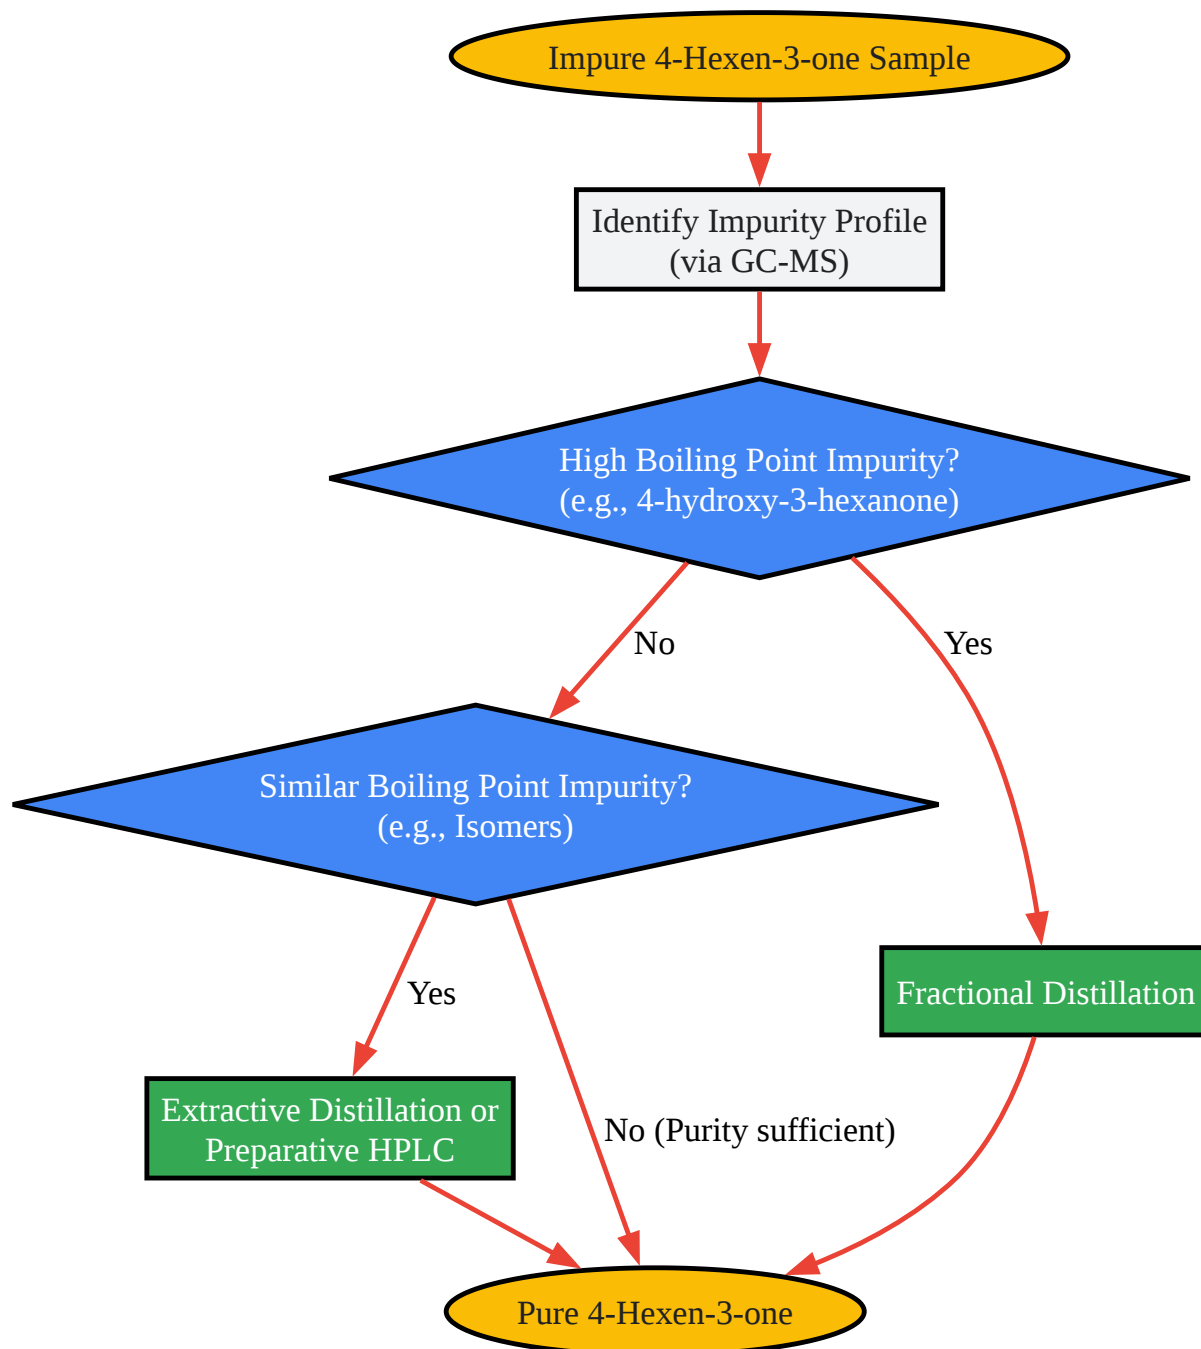 Impure 4-Hexen-3-one Sample
Identify Impurity Profile
(via GC-MS)
High Boiling Point Impurity?
(e.g., 4-hydroxy-3-hexanone)
No
Yes
Similar Boiling Point Impurity?
(e.g., Isomers)
Yes
Fractional Distillation
Extractive Distillation or
Preparative HPLC
No (Purity sufficient)
Pure 4-Hexen-3-one